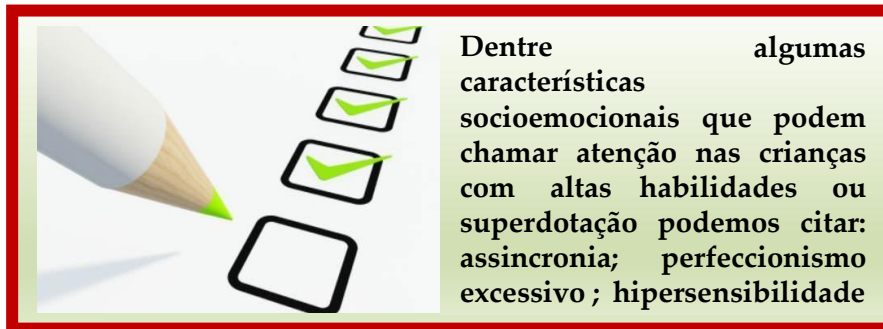 Dentre algumas
características
socioemocionais que podem
chamar atenção nas crianças
com altas habilidades ou
superdotação podemos citar:
assincronia; perfeccionismo
excessivo ; hipersensibilidade